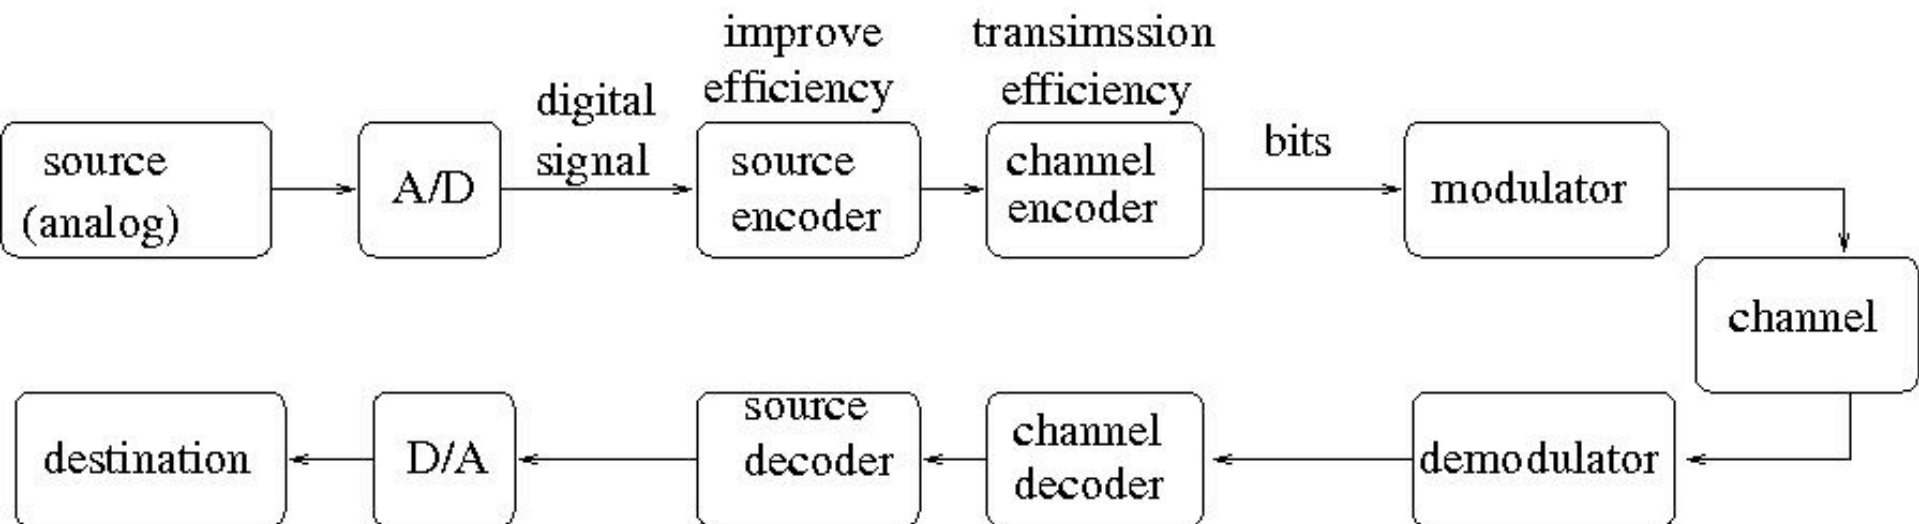 improve
efficiency
transimssion
efficiency
digital
signal
bits
source
(analog)
A/D
source
encoder
channel
encoder
modulator
channel
destination
D/A
source
decoder
channel
decoder
demodulator